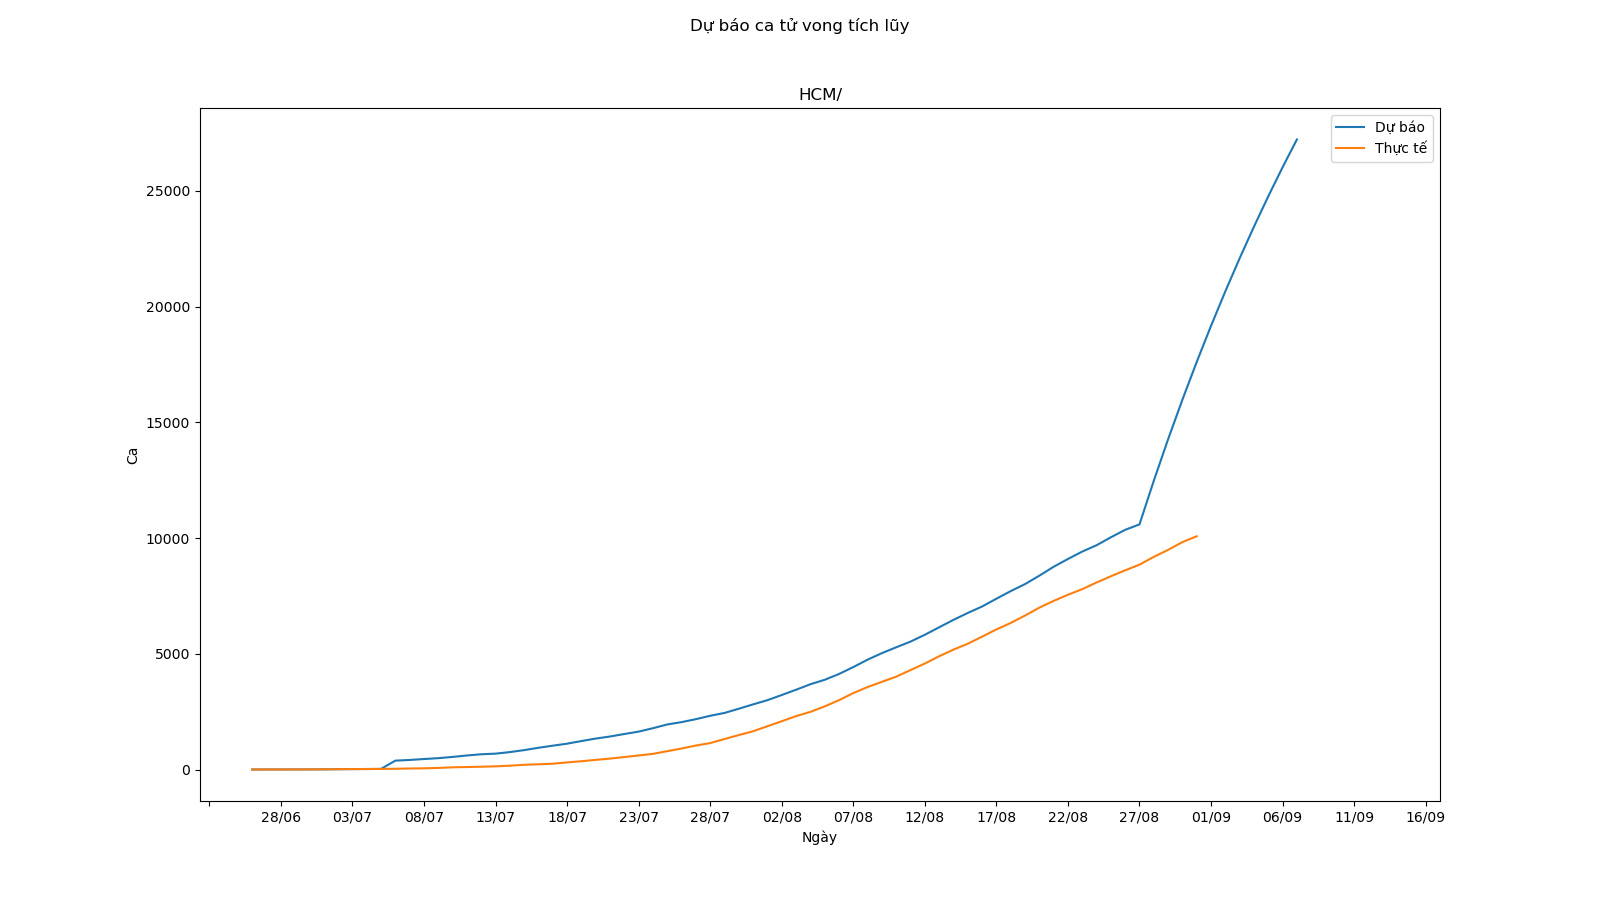 Dự báo ca tử vong tích lũy
HCM/
Dự báo
Thực tế
25000
20000
15000
10000
5000
0
Ca
28/06 03/07 08/07 13/07 18/07 23/07 28/07 02/08 07/08 12/08 17/08 22/08 27/08 01/09 06/09 11/09 16/09
Ngày